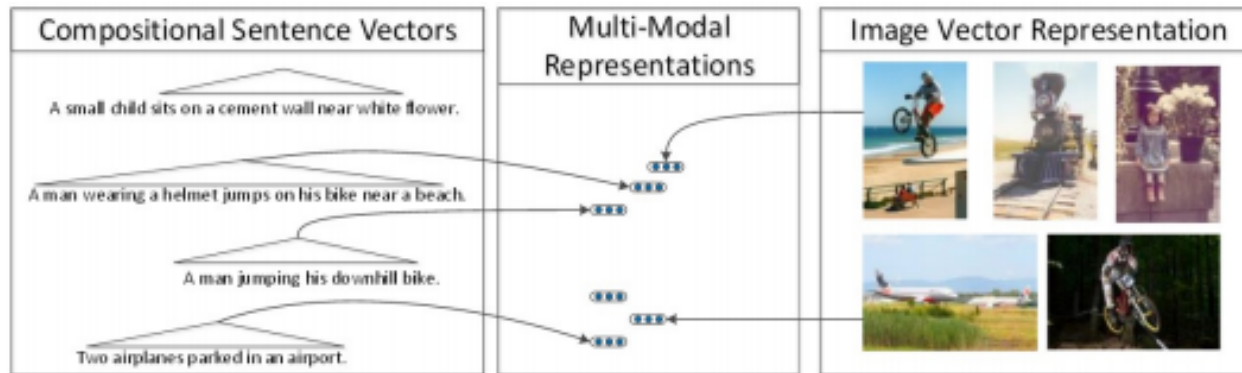 Compositional Sentence Vectors
A small child sits on a cement wall near white flower.
A man wearing a helmet jumps on his bike near a beach.
A man jumping his downhill bike.
Two airplanes parked in an airport.
Multi-Modal
Representations
Image Vector Representation